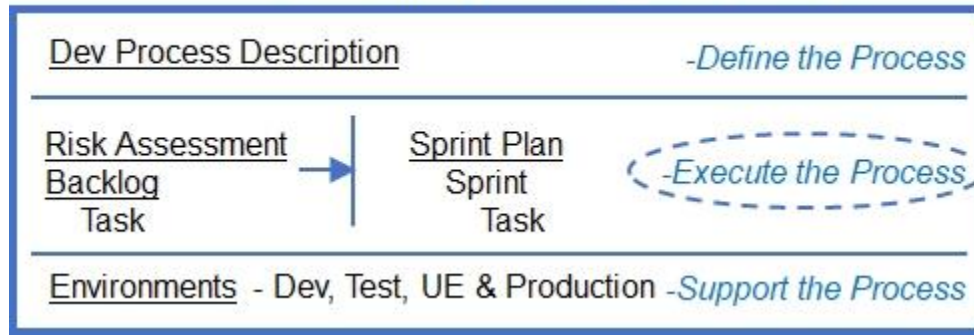 Dev Process Description -Define the Process
Risk Assessment
Backlog
Task
Sprint Plan
Sprint
Task
-Execute the Process
Environments - Dev, Test, UE & Production -Support the Process